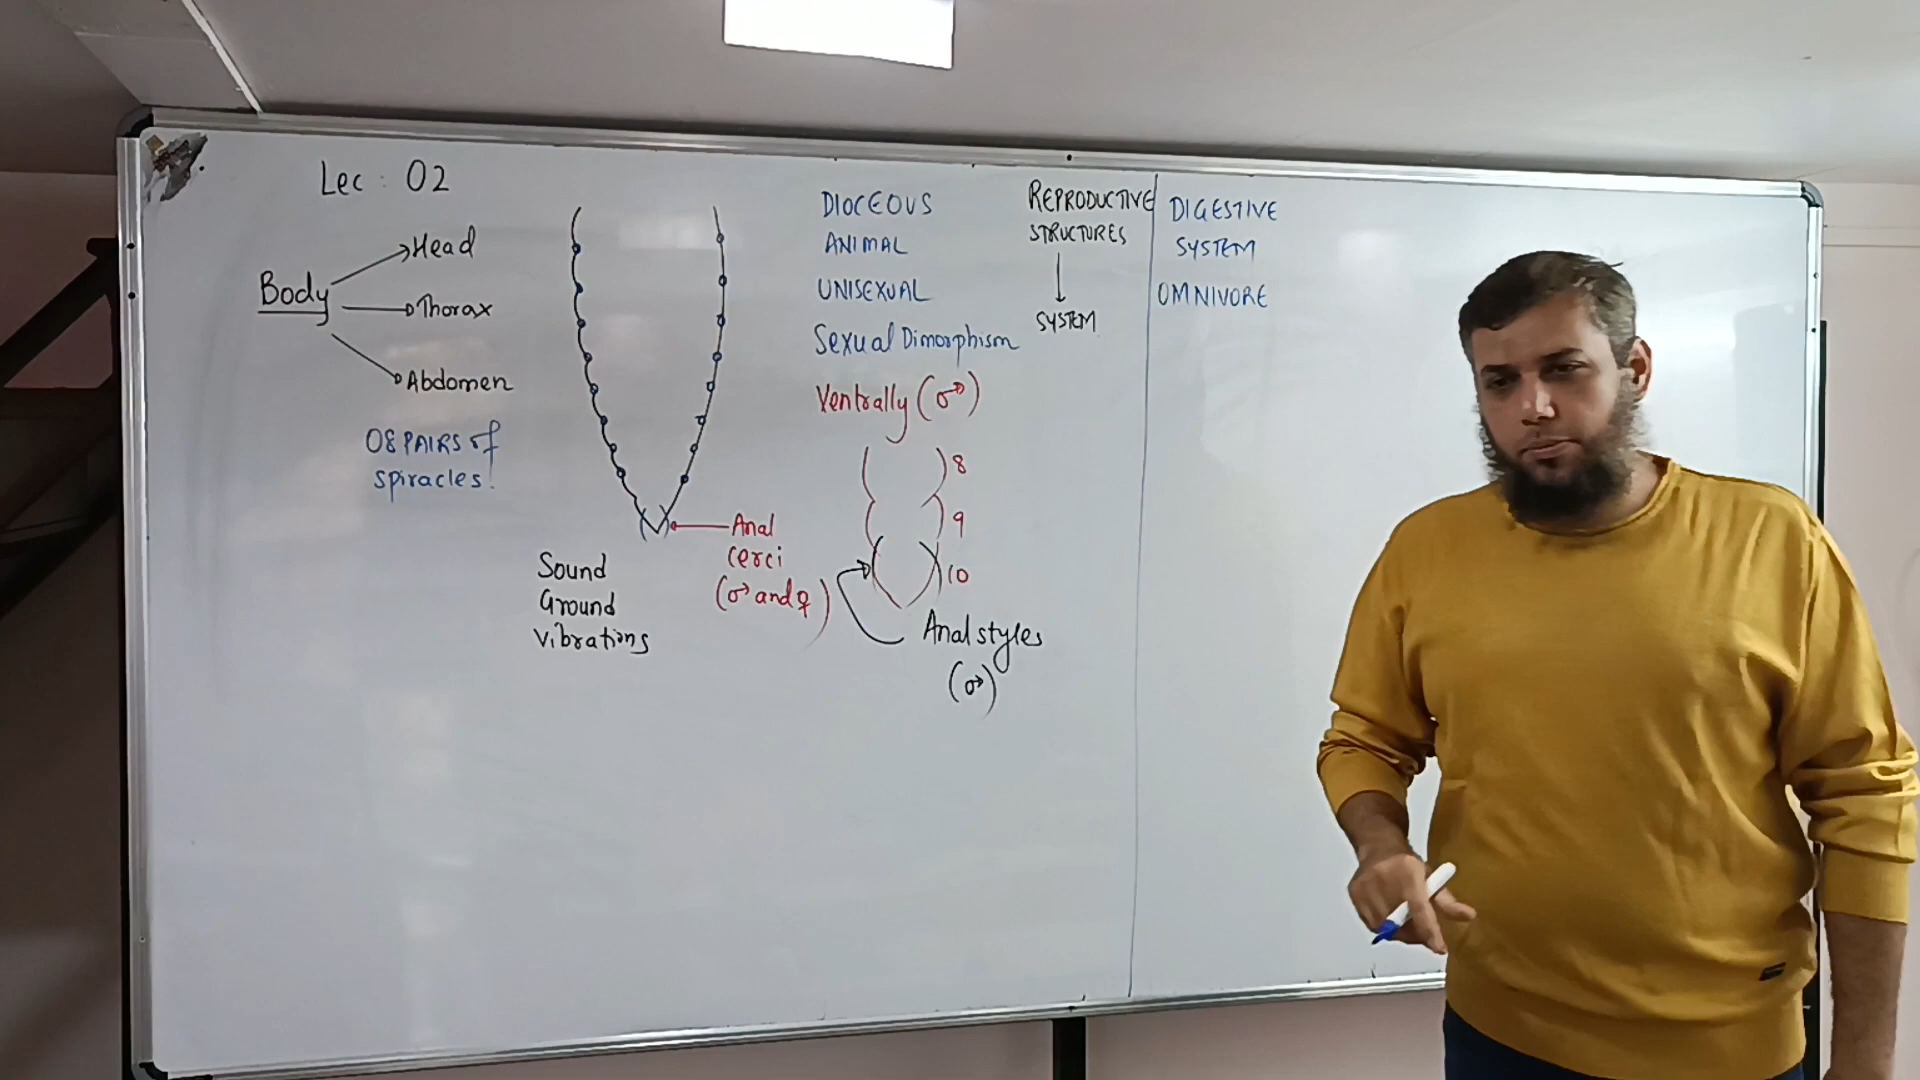 Lec : 02
Body
Head
Thorax
Abdomen
08 PAIRS of
spiracles!
Anal
cerci
(♂ and ♀)
Sound
Ground
Vibrations
DIOCEOUS
ANIMAL
UNISEXUAL
Sexual Dimorphism
Ventrally (♂)
8
9
10
Anal styles
(♂)
REPRODUCTIVE
STRUCTURES
SYSTEM
DIGESTIVE
SYSTEM
OMNIVORE